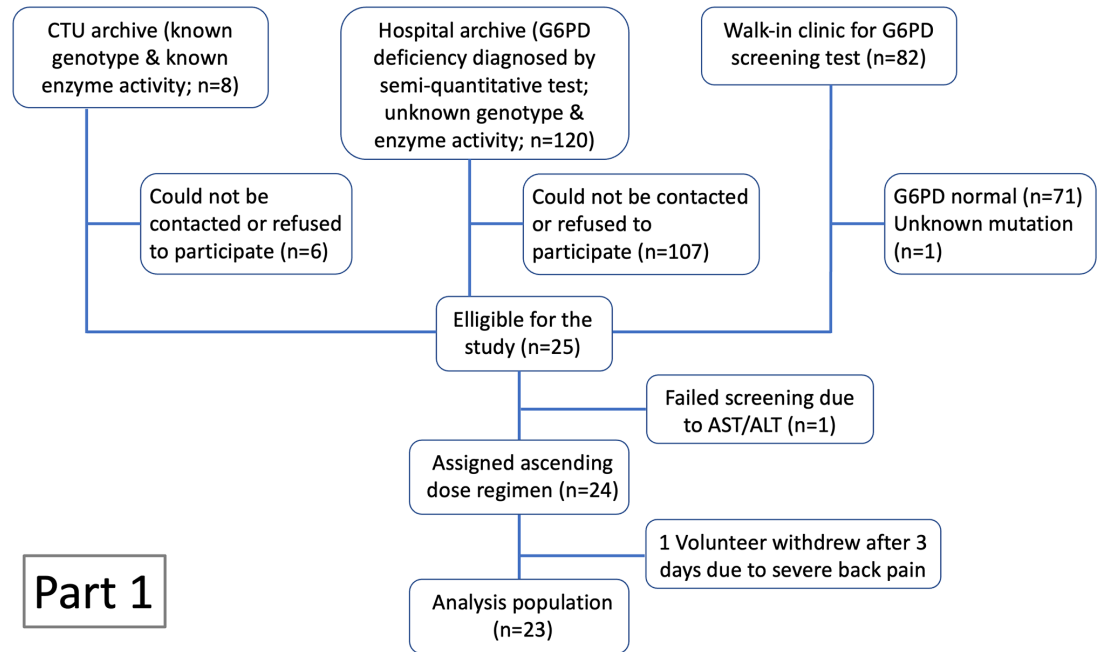 CTU archive (known
genotype & known
enzyme activity; n=8)
Hospital archive (G6PD
deficiency diagnosed by
semi-quantitative test;
unknown genotype &
enzyme activity; n=120)
Walk-in clinic for G6PD
screening test (n=82)
Could not be
contacted or refused
to participate (n=6)
Could not be contacted
or refused to
participate (n=107)
G6PD normal (n=71)
Unknown mutation
(n=1)
Elligible for the
study (n=25)
Failed screening due
to AST/ALT (n=1)
Assigned ascending
dose regimen (n=24)
1 Volunteer withdrew after 3
days due to severe back pain
Part 1
Analysis population
(n=23)